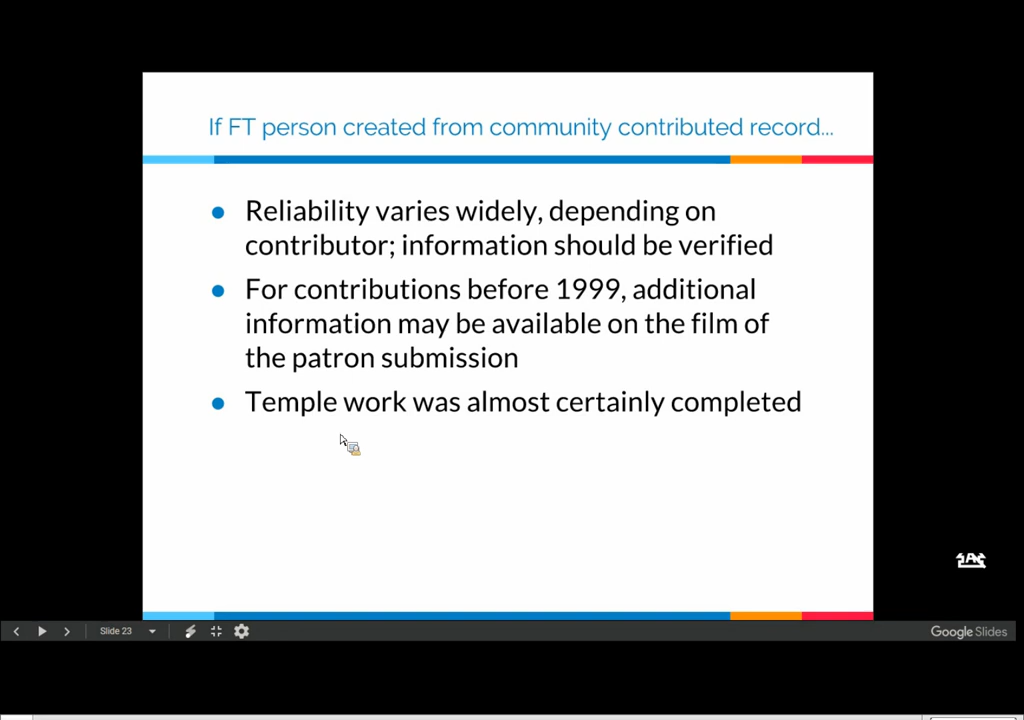 If FT person created from community contributed record...
● Reliability varies widely, depending on
contributor; information should be verified
● For contributions before 1999, additional
information may be available on the film of
the patron submission
● Temple work was almost certainly completed
Slide 23
Google Slides